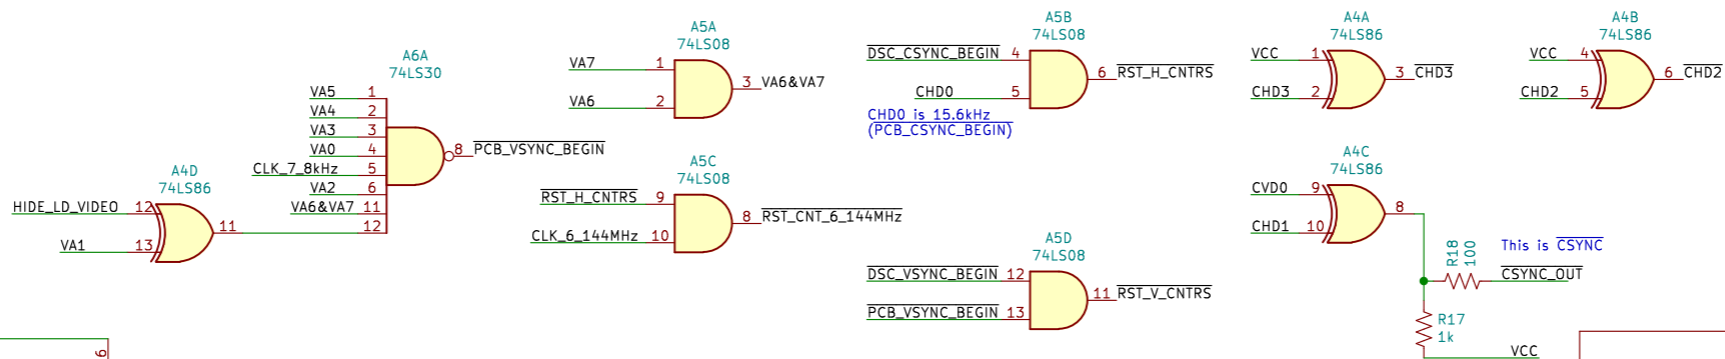 A6A
74LS30
VA5 1
VA4 2
VA3 3
VA0 4
CLK_7_8kHz 5
VA2 6
VA6&VA7 11
12
8 PCB_VSYNC_BEGIN
A4D
74LS86
HIDE_LD_VIDEO 12
VA1 13
11
A5A
74LS08
VA7 1
VA6 2
3 VA6&VA7
A5C
74LS08
RST_H_CNTRS 9
CLK_6_144MHz 10
8 RST_CNT_6_144MHz
A5B
74LS08
DSC_CSYNC_BEGIN 4
CHD0 5
6 RST_H_CNTRS
CHD0 is 15.6kHz
(PCB_CSYNC_BEGIN)
A5D
74LS08
DSC_VSYNC_BEGIN 12
PCB_VSYNC_BEGIN 13
11 RST_V_CNTRS
A4A
74LS86
VCC 1
CHD3 2
3 CHD3
A4B
74LS86
VCC 4
CHD2 5
6 CHD2
A4C
74LS86
CVD0 9
CHD1 10
8
R18
100
This is CSYNC
CSYNC_OUT
R17
1k
VCC
6